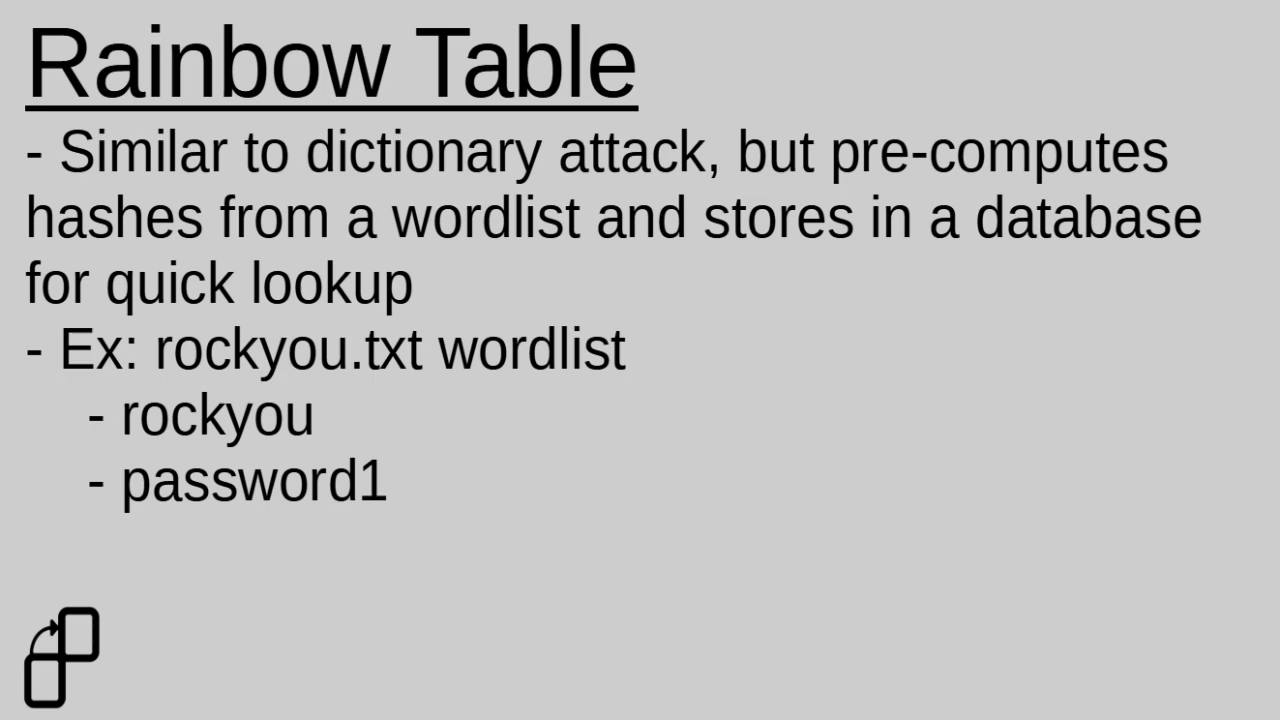 Rainbow Table
- Similar to dictionary attack, but pre-computes
hashes from a wordlist and stores in a database
for quick lookup
- Ex: rockyou.txt wordlist
- rockyou
- password1